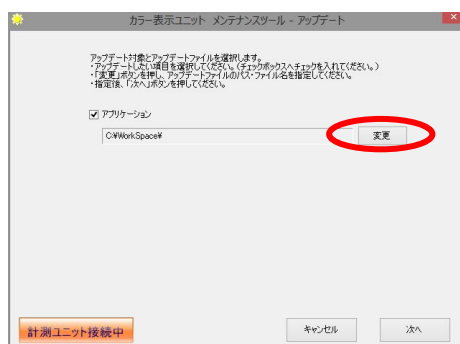 カラー表示ユニット メンテナンスツール - アップデート
アップデート対象とアップデートファイルを選択します。
・アップデートしたい項目を選択してください。(チェックボックスへチェックを入れてください。)
・「変更」ボタンを押し、アップデートファイルのパス・ファイル名を指定してください。
・指定後、「次へ」ボタンを押してください。
アプリケーション
C:¥WorkSpace¥
変更
計測ユニット接続中
キャンセル
次へ